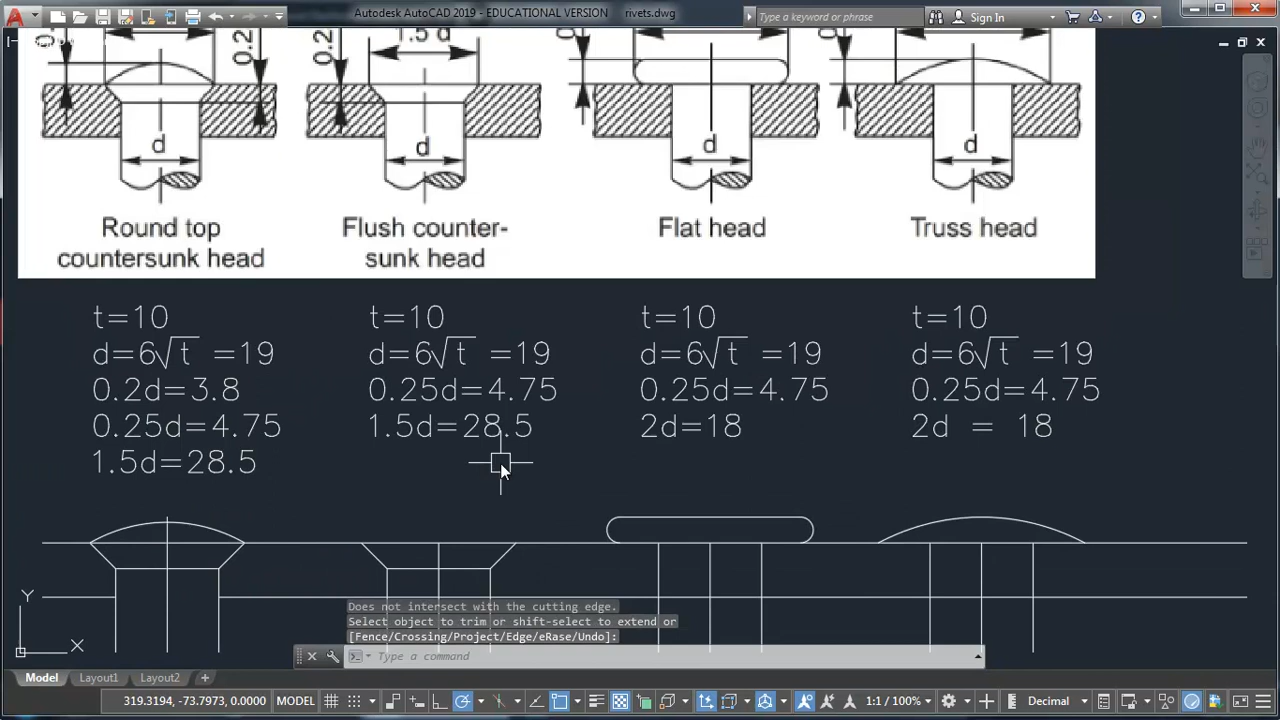 Autodesk AutoCAD 2019 - EDUCATIONAL VERSION rivets.dwg
Type a keyword or phrase
Sign In
0.2 0.2 1.5 d
d d d d
Round top
countersunk head
Flush counter-
sunk head
Flat head
Truss head
t=10
d=6√t =19
0.2d=3.8
0.25d=4.75
1.5d=28.5
t=10
d=6√t =19
0.25d=4.75
1.5d=28.5
t=10
d=6√t =19
0.25d=4.75
2d=18
t=10
d=6√t =19
0.25d=4.75
2d = 18
Y
X
Does not intersect with the cutting edge.
Select object to trim or shift-select to extend or
[Fence/Crossing/Project/Edge/eRase/Undo]:
Type a command
Model Layout1 Layout2 +
319.3194, -73.7973, 0.0000 MODEL 1:1 / 100% Decimal